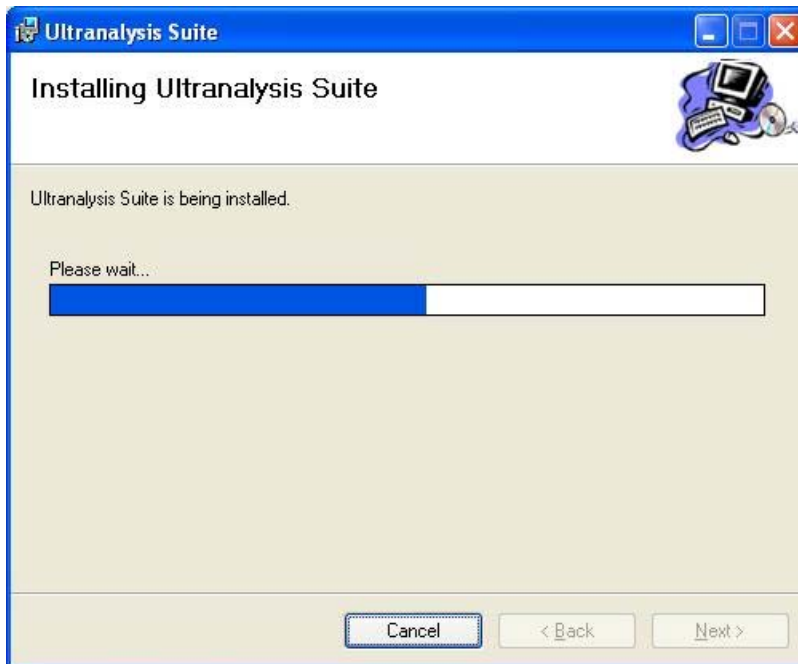 Ultranalysis Suite
Installing Ultranalysis Suite
Ultranalysis Suite is being installed.
Please wait...
Cancel
< Back
Next >